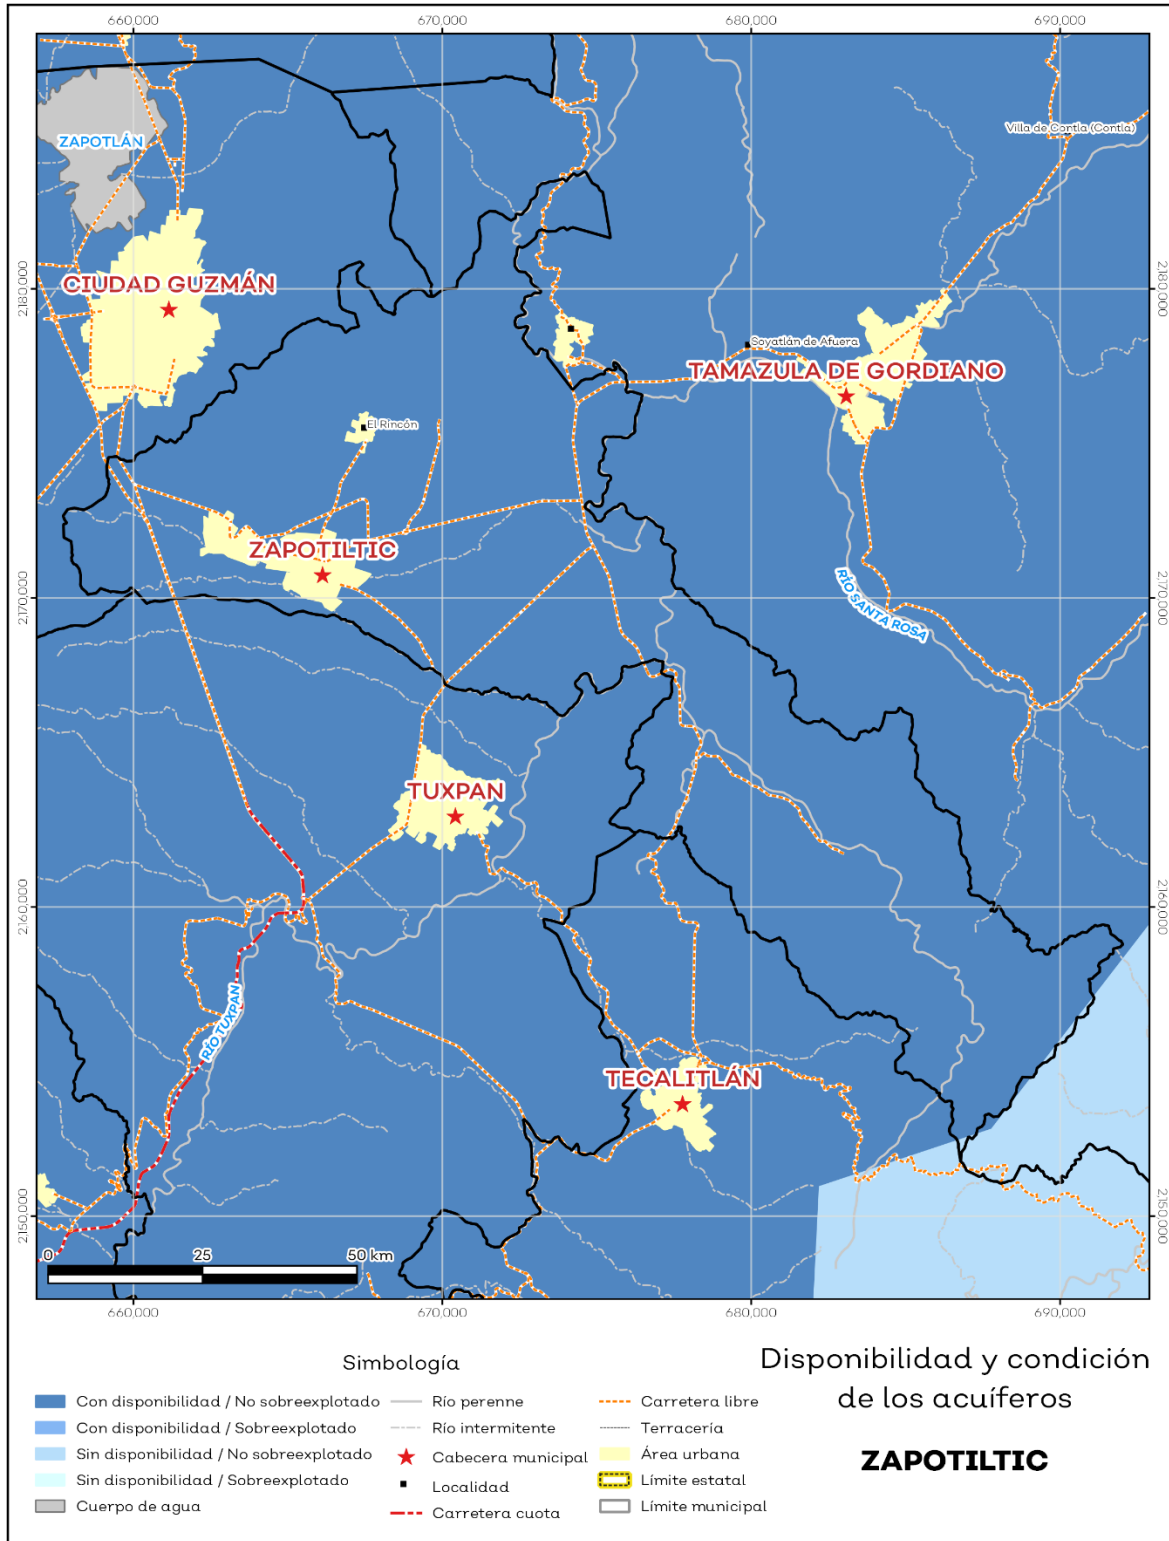 660,000
670,000
680,000
690,000
Villa de Contla (Contla)
ZAPOTLÁN
2180,000
2180,000
CIUDAD GUZMÁN
Soyatlán de Afuera
TAMAZULA DE GORDIANO
El Rincón
ZAPOTILTIC
2170,000
2170,000
RÍO SANTA ROSA
TUXPAN
2160,000
2160,000
RÍO TUXPAN
TECALITLÁN
2150,000
2150,000
0 25 50 km
660,000
670,000
680,000
690,000
Simbología
Con disponibilidad / No sobreexplotado
Con disponibilidad / Sobreexplotado
Sin disponibilidad / No sobreexplotado
Sin disponibilidad / Sobreexplotado
Cuerpo de agua
Río perenne
Río intermitente
Cabecera municipal
Localidad
Carretera cuota
Carretera libre
Terracería
Área urbana
Límite estatal
Límite municipal
Disponibilidad y condición
de los acuíferos
ZAPOTILTIC